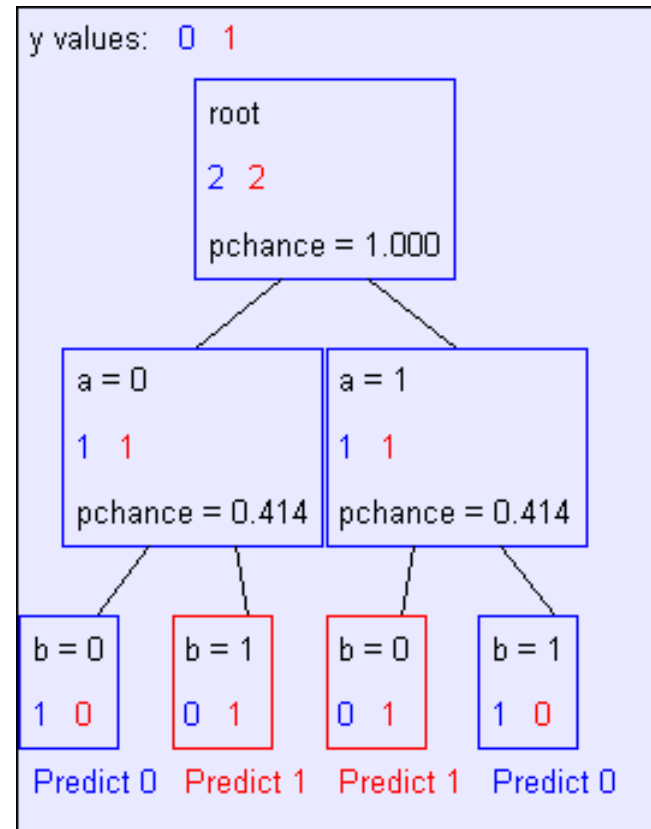 y values: 0 1
root
2 2
pchance = 1.000
a = 0
1 1
pchance = 0.414
a = 1
1 1
pchance = 0.414
b = 0
1 0
Predict 0
b = 1
0 1
Predict 1
b = 0
0 1
Predict 1
b = 1
1 0
Predict 0